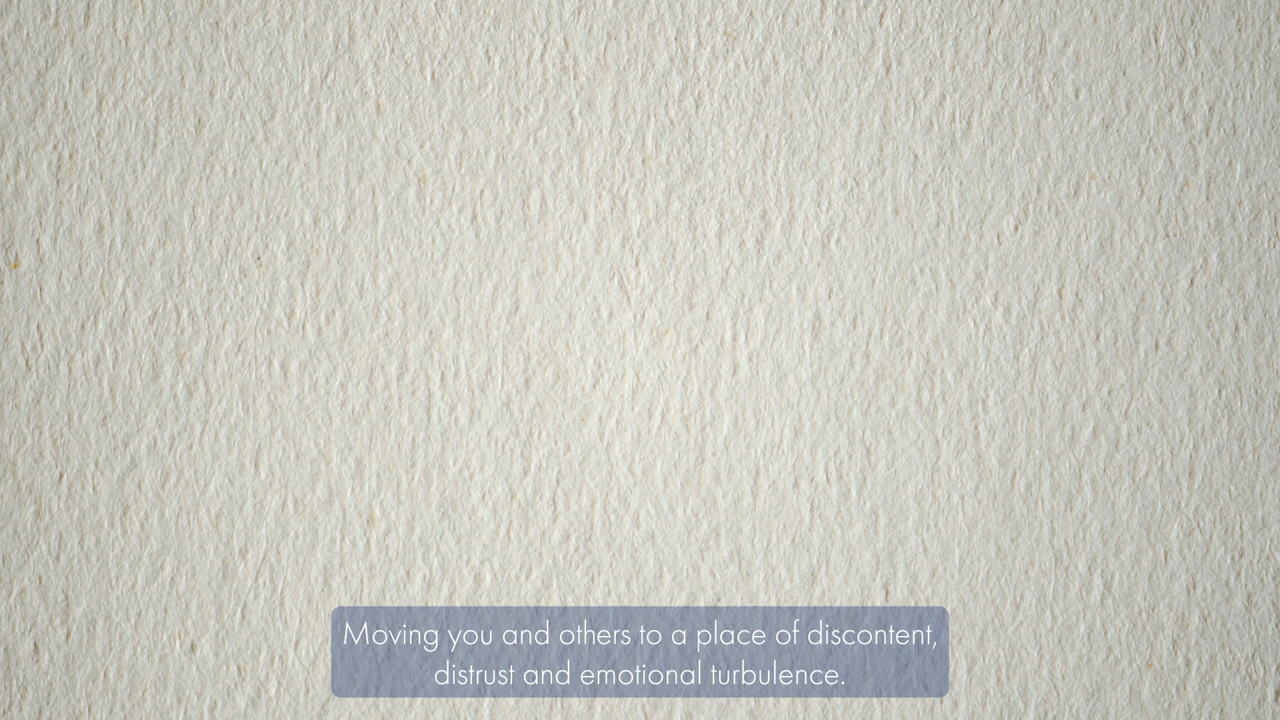 Moving you and others to a place of discontent,
distrust and emotional turbulence.